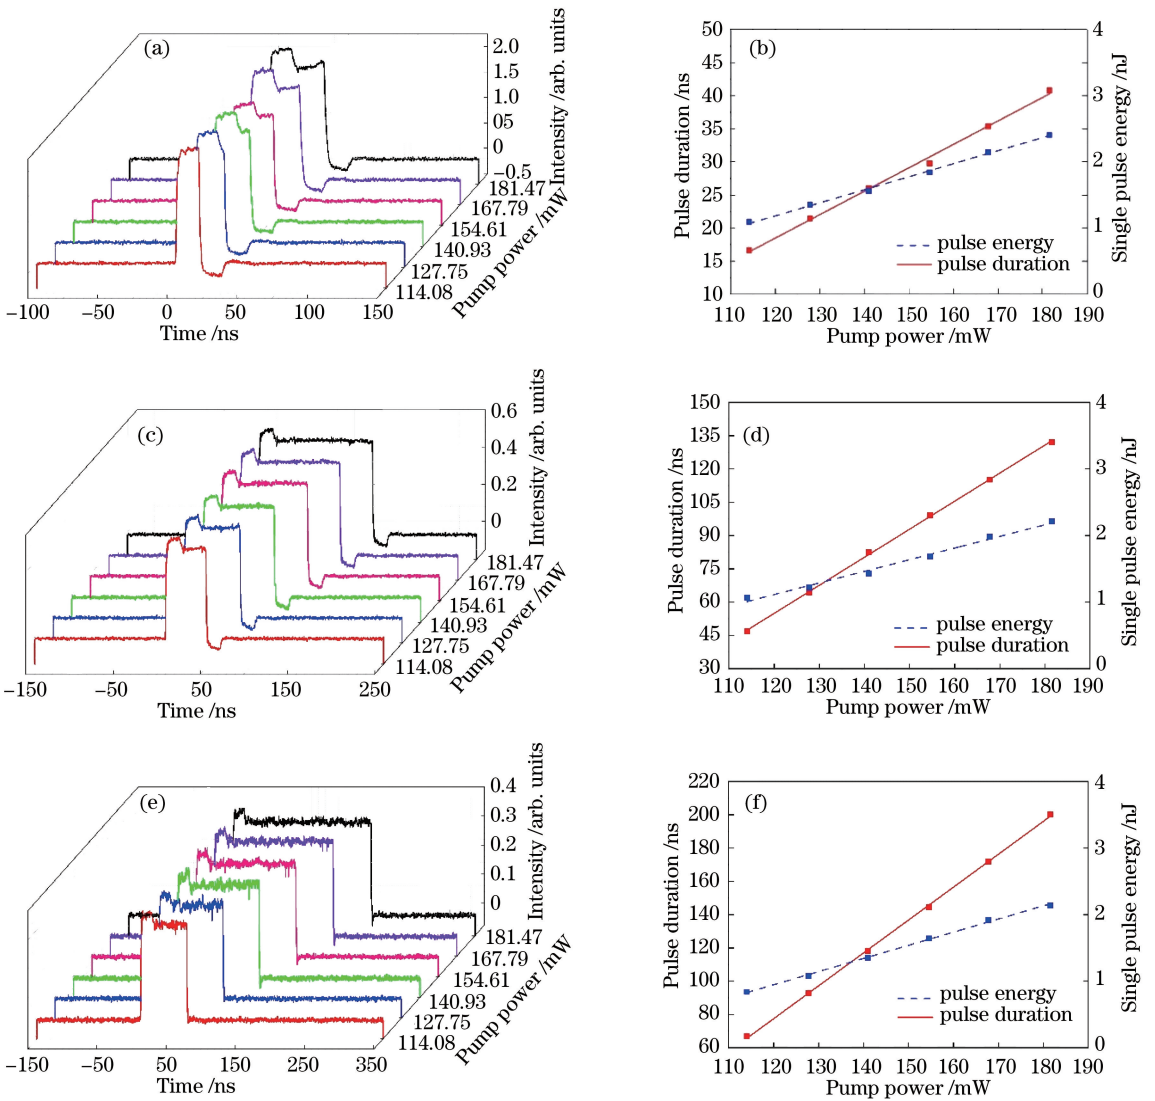 (a)
2.0
1.5
1.0
05
0
−0.5
Intensity /arb. units
181.47
167.79
154.61
140.93
127.75
114.08
Pump power /mW
−100 −50 0 50 100 150
Time /ns
(b)
50
45
40
35
30
25
20
15
10
Pulse duration /ns
4
3
2
1
0
Single pulse energy /nJ
pulse energy
pulse duration
110 120 130 140 150 160 170 180 190
Pump power /mW
(c)
0.6
0.4
0.2
0
Intensity /arb. units
181.47
167.79
154.61
140.93
127.75
114.08
Pump power /mW
−150 −50 50 150 250
Time /ns
(d)
150
135
120
105
90
75
60
45
30
Pulse duration /ns
4
3
2
1
0
Single pulse energy /nJ
pulse energy
pulse duration
110 120 130 140 150 160 170 180 190
Pump power /mW
(e)
0.4
0.3
0.2
0.1
0
Intensity /arb. units
181.47
167.79
154.61
140.93
127.75
114.08
Pump power /mW
−150 −50 50 150 250 350
Time /ns
(f)
220
200
180
160
140
120
100
80
60
Pulse duration /ns
4
3
2
1
0
Single pulse energy /nJ
pulse energy
pulse duration
110 120 130 140 150 160 170 180 190
Pump power /mW